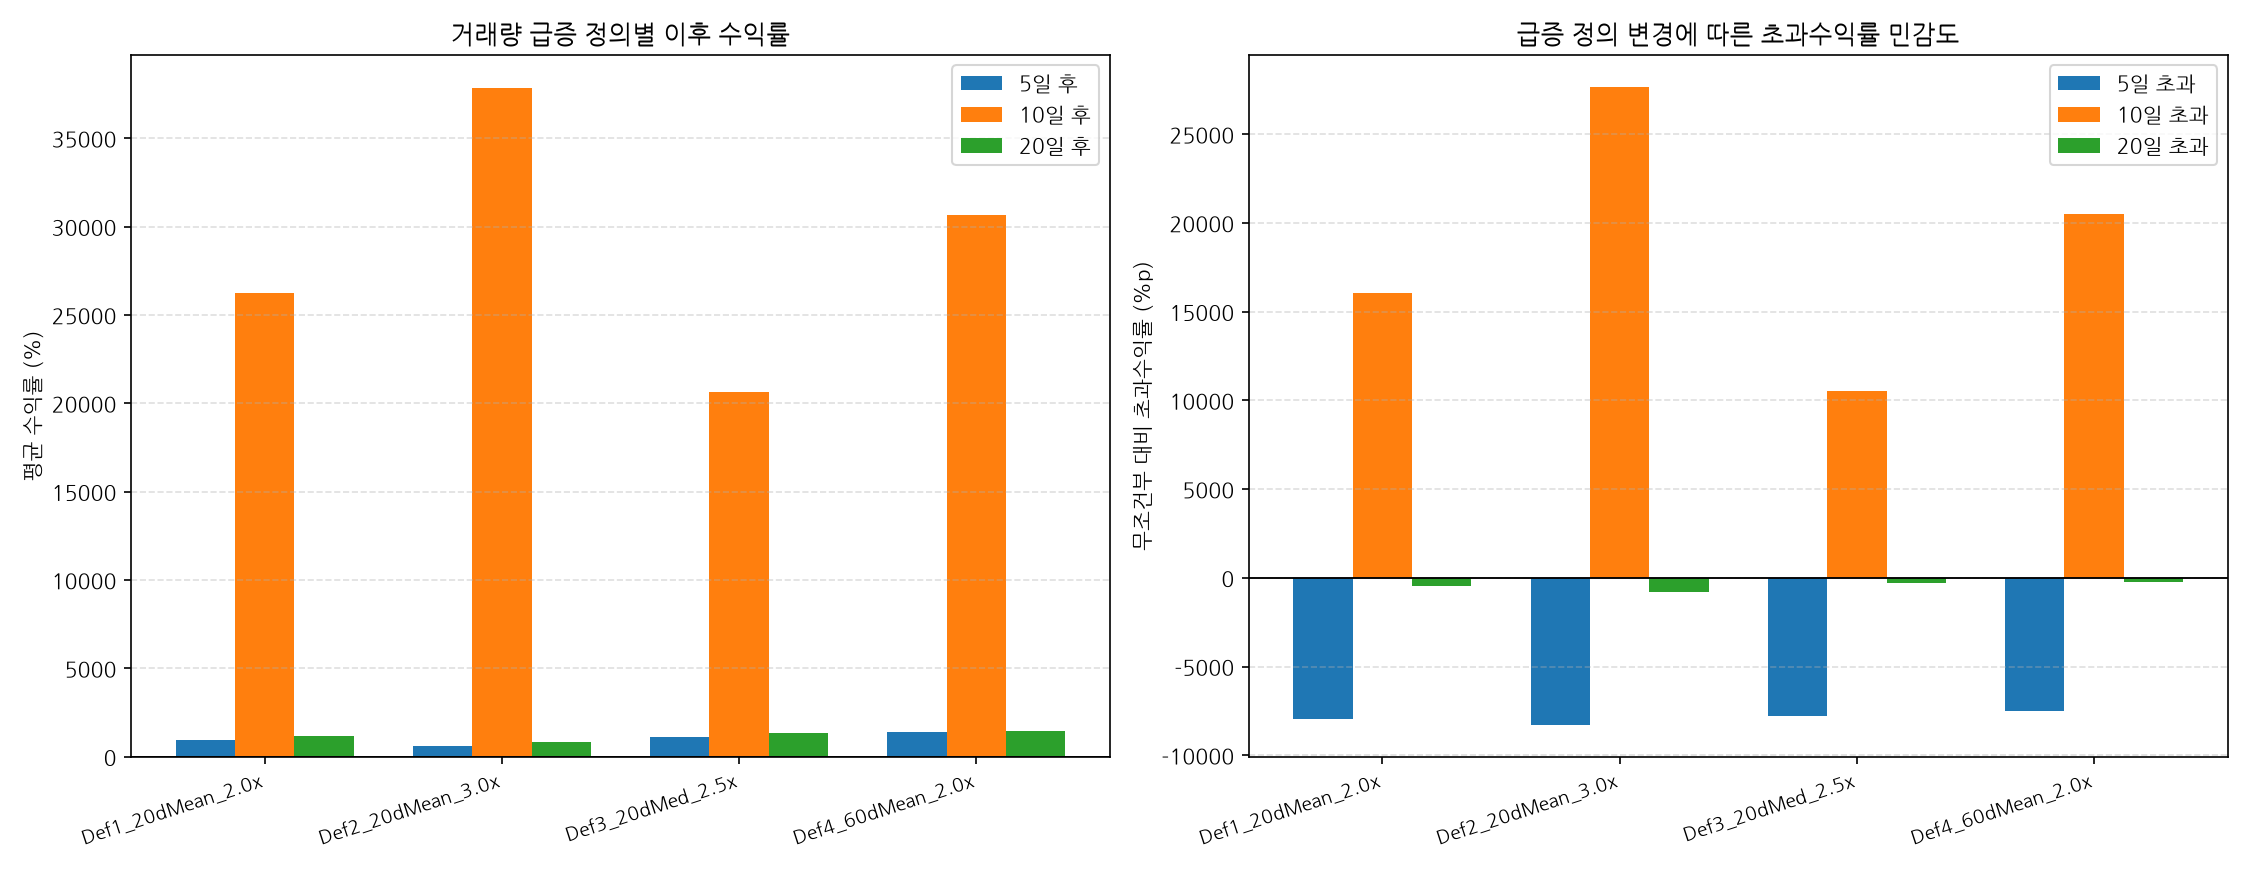 거래량 급증 정의별 이후 수익률
평균 수익률 (%)
35000
30000
25000
20000
15000
10000
5000
0
5일 후
10일 후
20일 후
Def1_20dMean_2.0x
Def2_20dMean_3.0x
Def3_20dMed_2.5x
Def4_60dMean_2.0x
급증 정의 변경에 따른 초과수익률 민감도
무조건부 대비 초과수익률 (%p)
25000
20000
15000
10000
5000
0
-5000
-10000
5일 초과
10일 초과
20일 초과
Def1_20dMean_2.0x
Def2_20dMean_3.0x
Def3_20dMed_2.5x
Def4_60dMean_2.0x